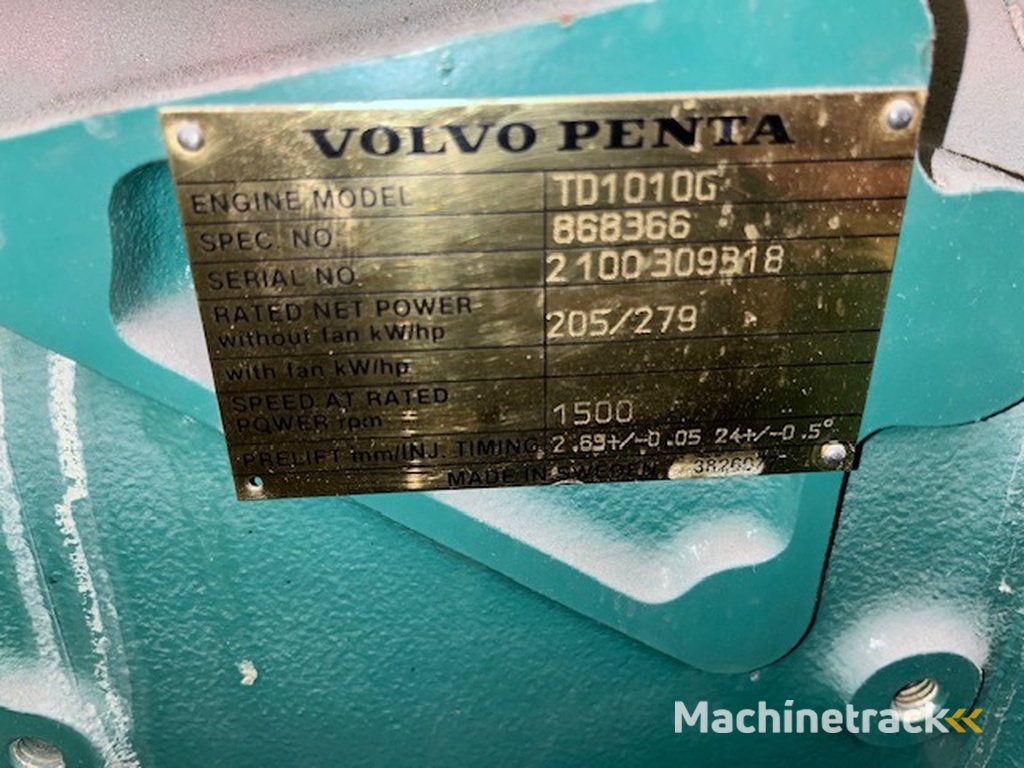 VOLVO PENTA
ENGINE MODEL TD1010G
SPEC. NO. 868366
SERIAL NO. 2100309318
RATED NET POWER
without fan kW/hp 205/279
with fan kW/hp
SPEED AT RATED
POWER rpm 1500
PRELIFT mm/INJ. TIMING 2.69+/-0.05 24+/-0.5°
MADE IN SWEDEN
Machinetrack